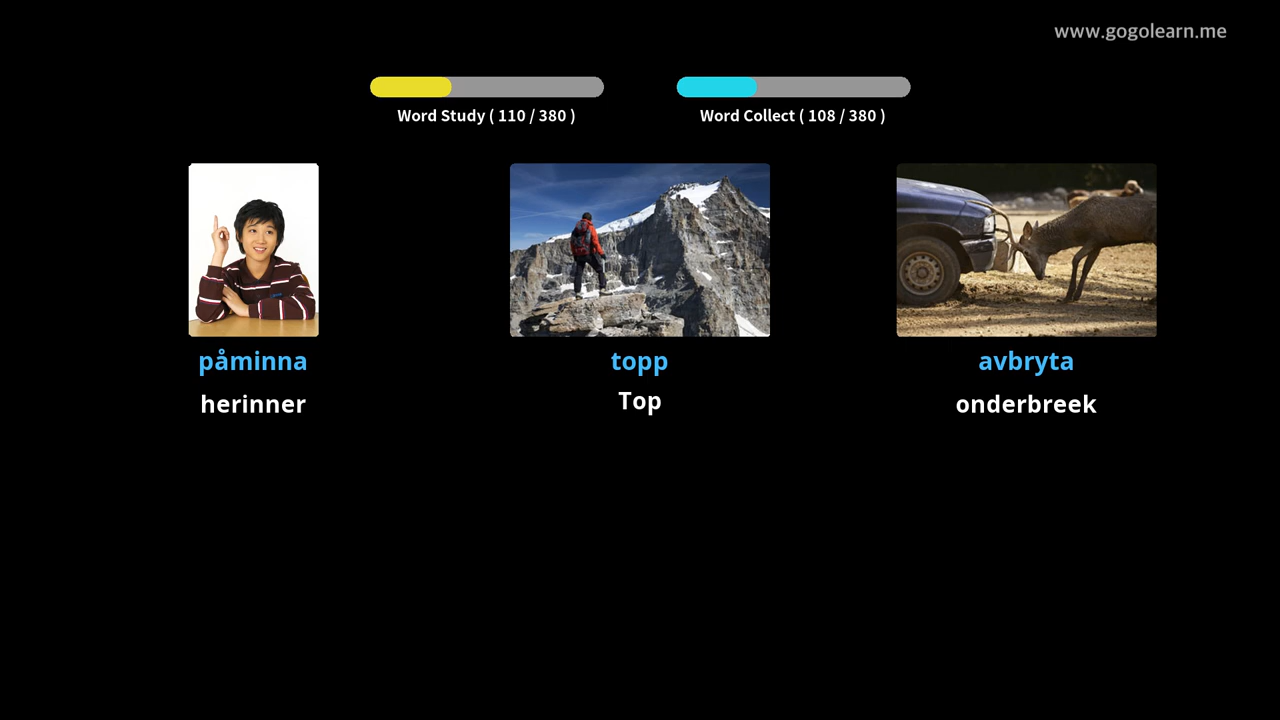 www.gogolearn.me
Word Study ( 110 / 380 )
Word Collect ( 108 / 380 )
påminna
topp
avbryta
herinner
Top
onderbreek